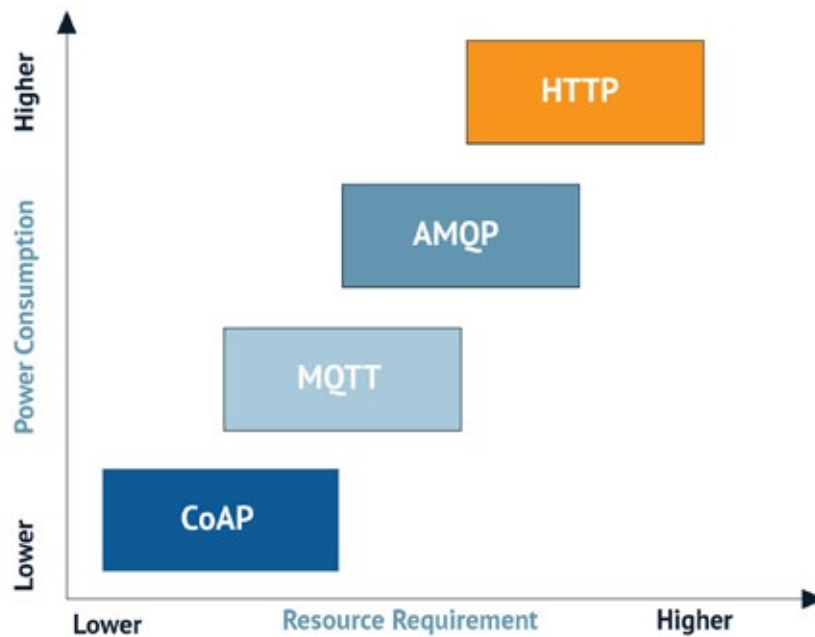 Higher
HTTP
AMQP
Power Consumption
MQTT
CoAP
Lower
Lower
Resource Requirement
Higher